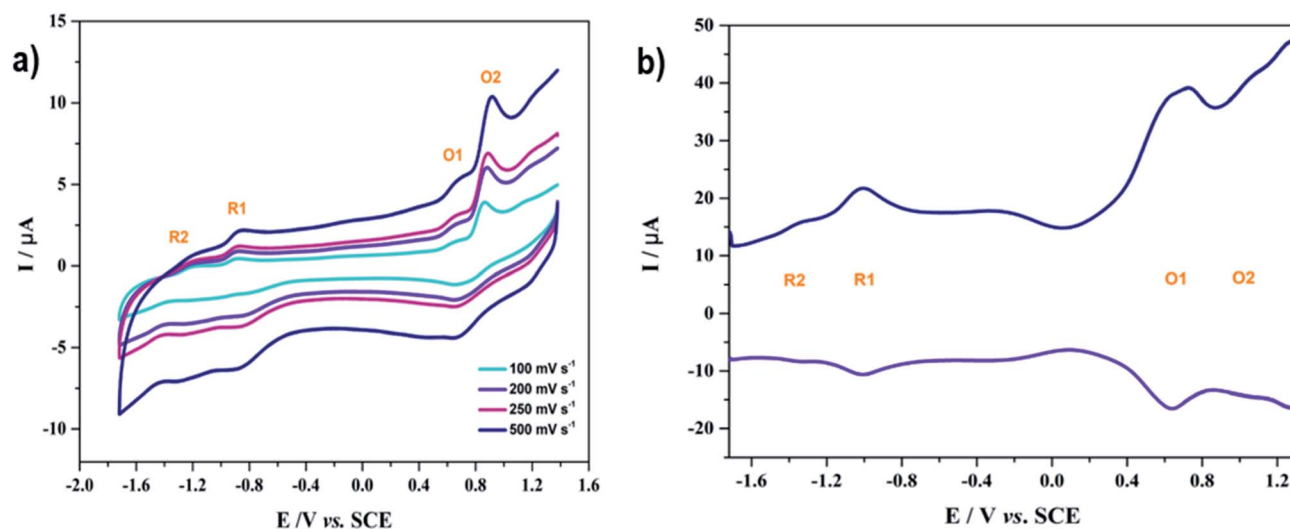 a)
15
10
5
0
-5
-10
I / µA
R2
R1
O1
O2
100 mV s⁻¹
200 mV s⁻¹
250 mV s⁻¹
500 mV s⁻¹
-2.0 -1.6 -1.2 -0.8 -0.4 0.0 0.4 0.8 1.2 1.6
E /V vs. SCE
b)
50
40
30
20
10
0
-10
-20
I / µA
R2 R1 O1 O2
-1.6 -1.2 -0.8 -0.4 0.0 0.4 0.8 1.2
E / V vs. SCE